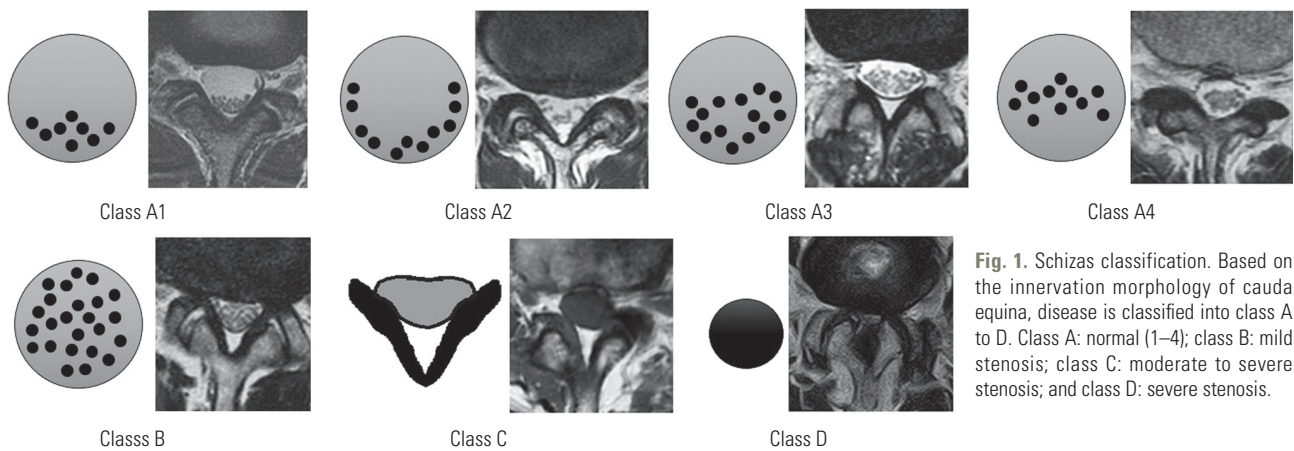 Class A1
Class A2
Class A3
Class A4
Classs B
Class C
Class D
Fig. 1. Schizas classification. Based on
the innervation morphology of cauda
equina, disease is classified into class A
to D. Class A: normal (1–4); class B: mild
stenosis; class C: moderate to severe
stenosis; and class D: severe stenosis.